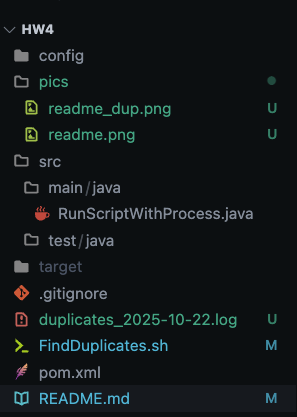 HW4
config
pics
readme_dup.png U
readme.png U
src
main/java
RunScriptWithProcess.java
test/java
target
.gitignore
duplicates_2025-10-22.log U
FindDuplicates.sh M
pom.xml
README.md M